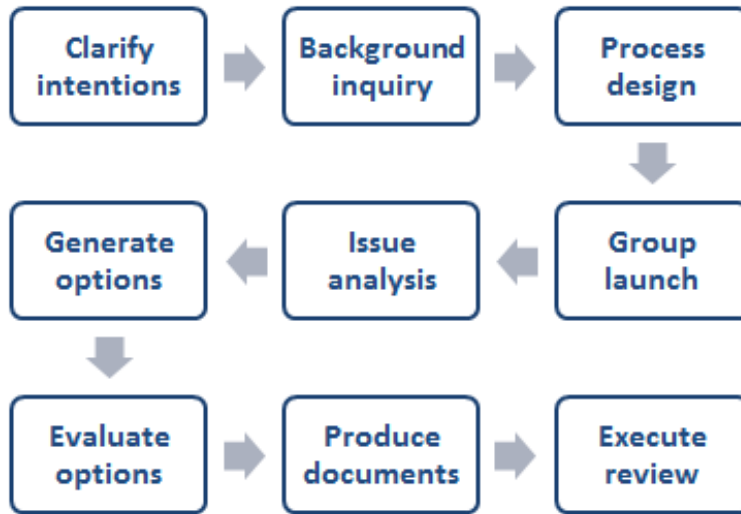 Clarify
intentions
Background
inquiry
Process
design
Group
launch
Issue
analysis
Generate
options
Evaluate
options
Produce
documents
Execute
review